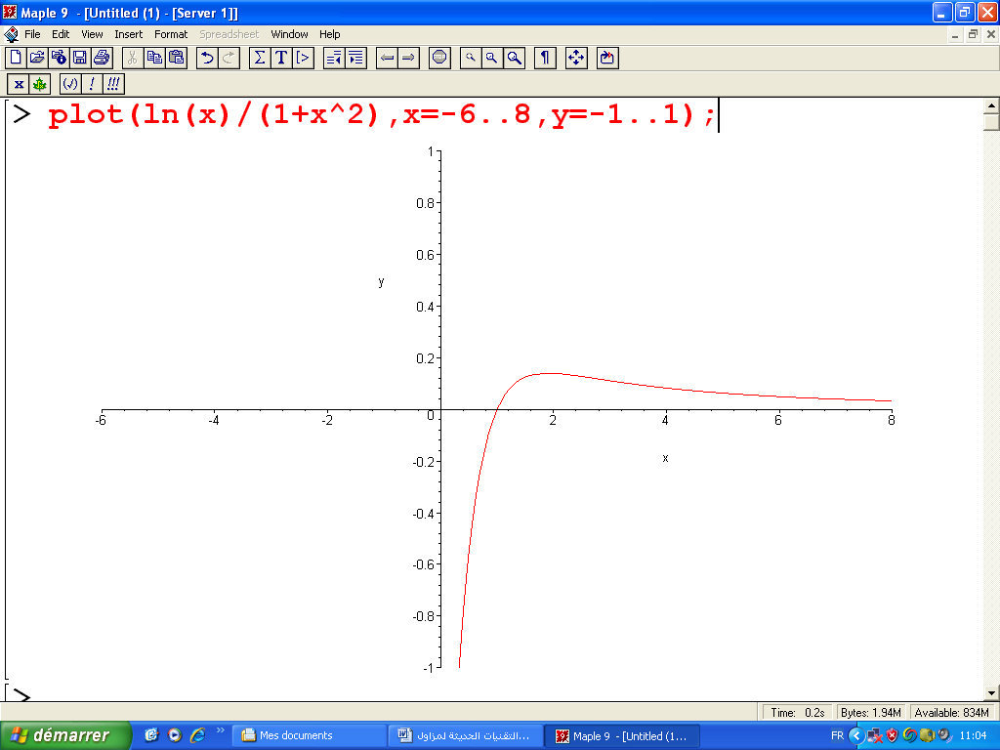 Maple 9 - [Untitled (1) - [Server 1]]
File Edit View Insert Format Spreadsheet Window Help
> plot(ln(x)/(1+x^2),x=-6..8,y=-1..1);
1
0.8
0.6
y
0.4
0.2
-6 -4 -2 0 2 4 6 8
-0.2
x
-0.4
-0.6
-0.8
-1
>
Time: 0.2s Bytes: 1.94M Available: 834M
démarrer Mes documents التقنيات الحديثة لمزاول... Maple 9 - [Untitled (1... FR 11:04